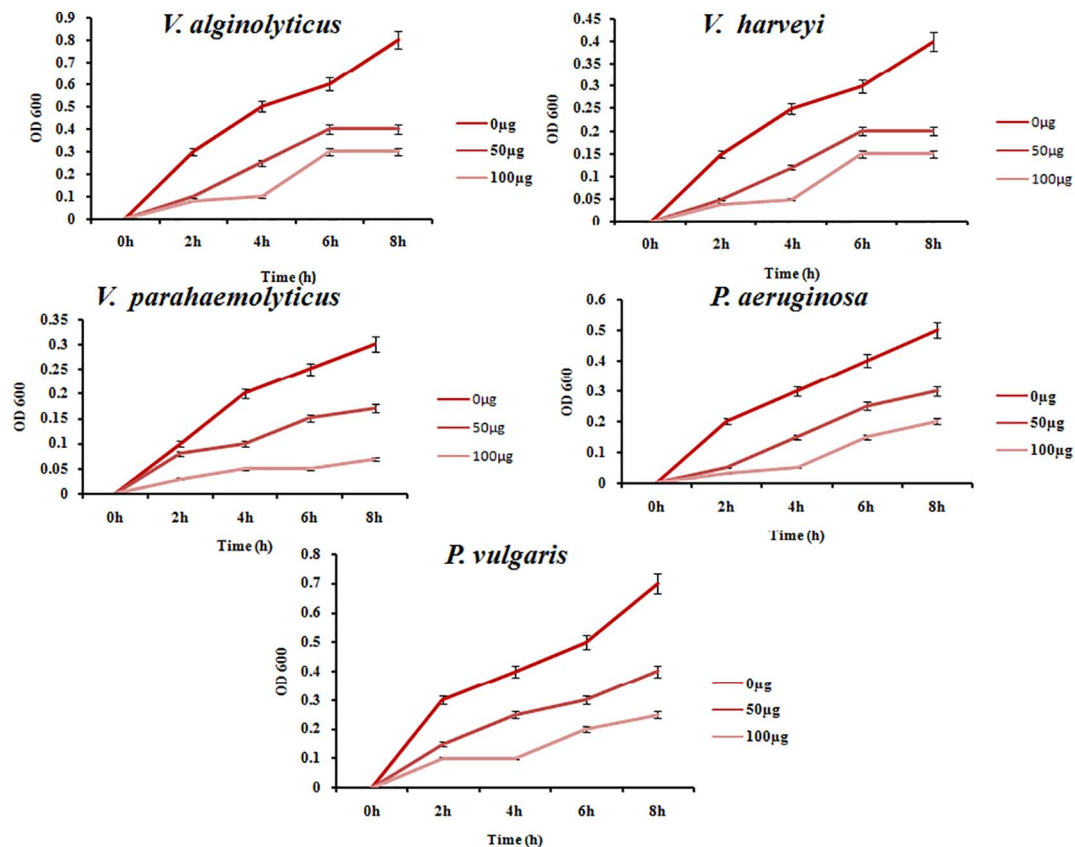 V. alginolyticus
0.9
0.8
0.7
0.6
0.5
0.4
0.3
0.2
0.1
0
OD 600
0h 2h 4h 6h 8h
Time (h)
0µg
50µg
100µg
V. harveyi
0.45
0.4
0.35
0.3
0.25
0.2
0.15
0.1
0.05
0
OD 600
0h 2h 4h 6h 8h
Time (h)
0µg
50µg
100µg
V. parahaemolyticus
0.35
0.3
0.25
0.2
0.15
0.1
0.05
0
OD 600
0h 2h 4h 6h 8h
Time (h)
0µg
50µg
100µg
P. aeruginosa
0.6
0.5
0.4
0.3
0.2
0.1
0
OD 600
0h 2h 4h 6h 8h
Time (h)
0µg
50µg
100µg
P. vulgaris
0.8
0.7
0.6
0.5
0.4
0.3
0.2
0.1
0
OD 600
0h 2h 4h 6h 8h
Time (h)
0µg
50µg
100µg